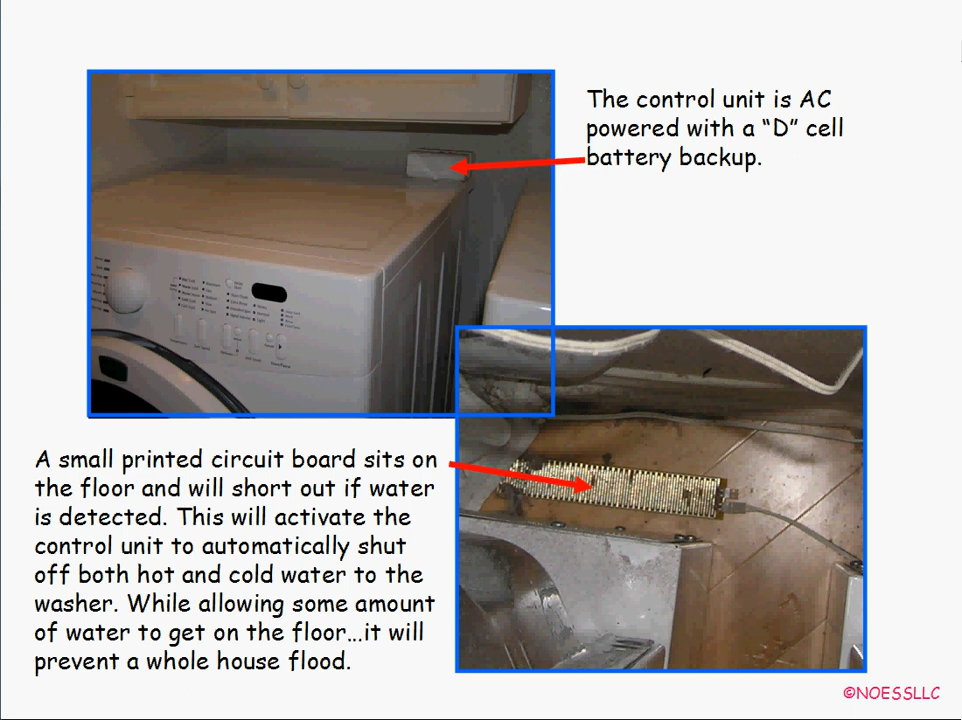 The control unit is AC
powered with a “D” cell
battery backup.
A small printed circuit board sits on
the floor and will short out if water
is detected. This will activate the
control unit to automatically shut
off both hot and cold water to the
washer. While allowing some amount
of water to get on the floor…it will
prevent a whole house flood.
©NOESSLLC